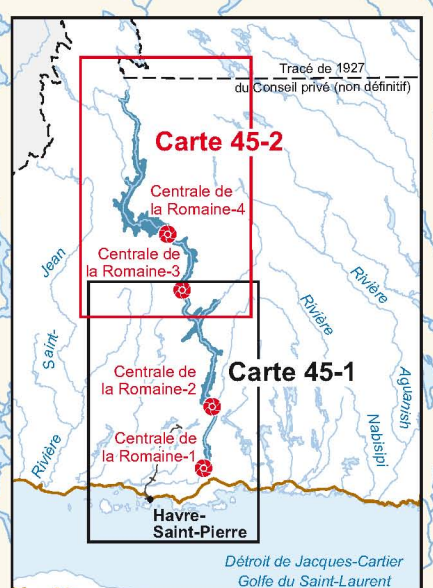 Tracé de 1927
du Conseil privé (non définitif)
Carte 45-2
Centrale de
la Romaine-4
Centrale de
la Romaine-3
Rivière
Saint-
Jean
Rivière
Nabisipi
Rivière
Aguanish
Centrale de
la Romaine-2
Carte 45-1
Centrale de
la Romaine-1
Havre-
Saint-Pierre
Détroit de Jacques-Cartier
Golfe du Saint-Laurent